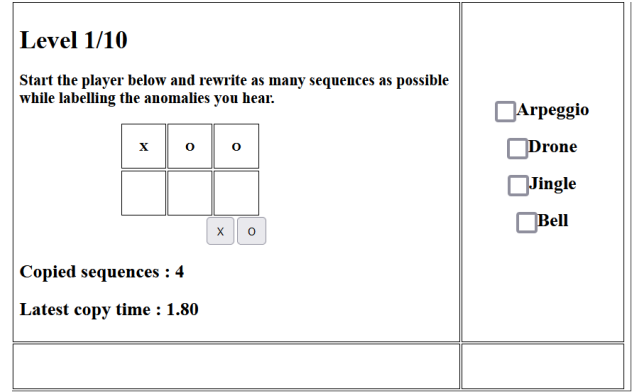 Level 1/10
Start the player below and rewrite as many sequences as possible
while labelling the anomalies you hear.
X O O
X O
Copied sequences : 4
Latest copy time : 1.80
Arpeggio
Drone
Jingle
Bell